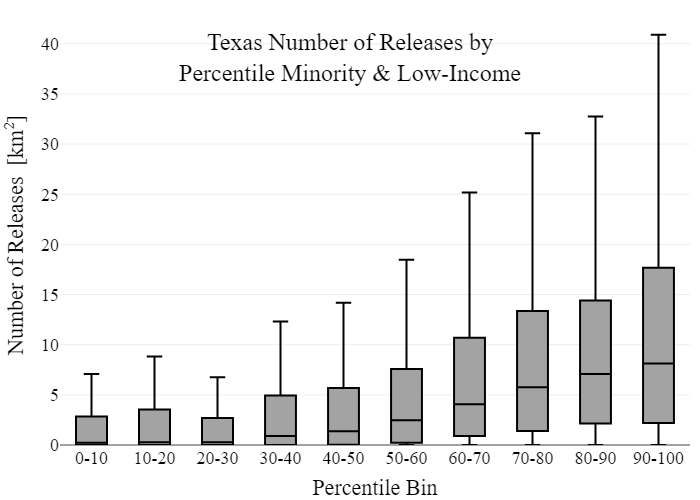 Texas Number of Releases by
Percentile Minority & Low-Income
Number of Releases [km²]
40
35
30
25
20
15
10
5
0
0-10 10-20 20-30 30-40 40-50 50-60 60-70 70-80 80-90 90-100
Percentile Bin